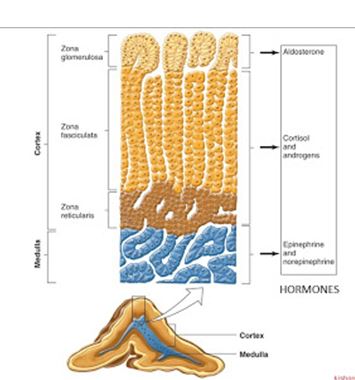 Zona
glomerulosa
Aldosterone
Cortex
Zona
fasciculata
Cortisol
and
androgens
Zona
reticularis
Medulla
Epinephrine
and
norepinephrine
HORMONES
Cortex
Medulla